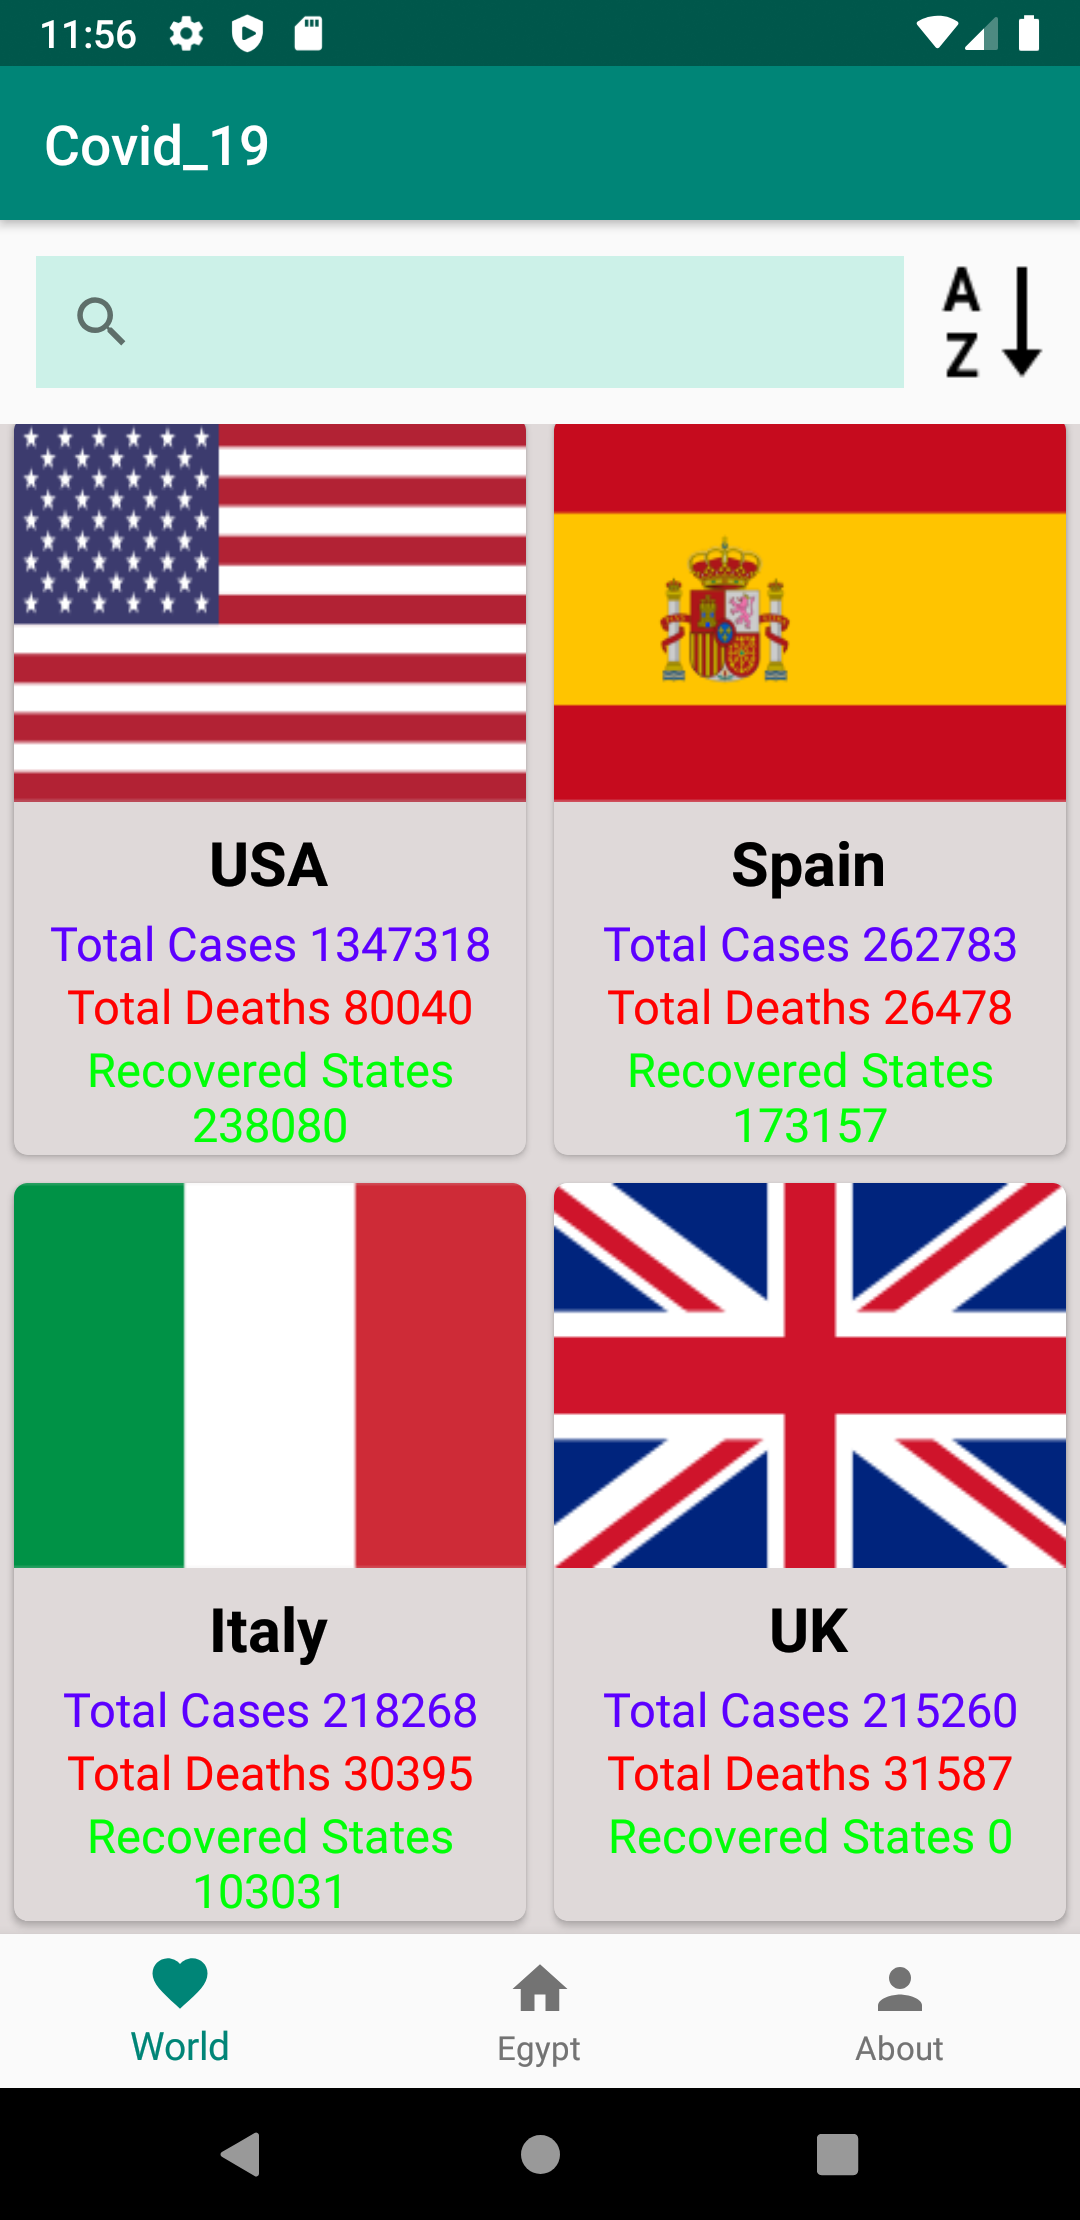 11:56
Covid_19
A
Z
USA
Total Cases 1347318
Total Deaths 80040
Recovered States
238080
Spain
Total Cases 262783
Total Deaths 26478
Recovered States
173157
Italy
Total Cases 218268
Total Deaths 30395
Recovered States
103031
UK
Total Cases 215260
Total Deaths 31587
Recovered States 0
World
Egypt
About